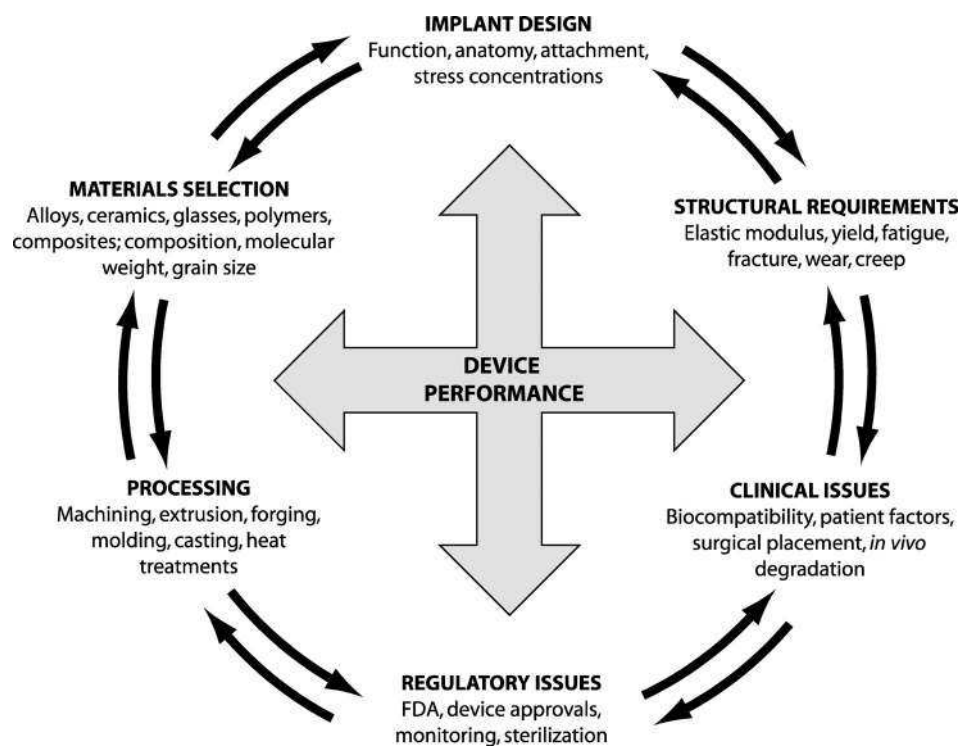 IMPLANT DESIGN
Function, anatomy, attachment,
stress concentrations
MATERIALS SELECTION
Alloys, ceramics, glasses, polymers,
composites; composition, molecular
weight, grain size
STRUCTURAL REQUIREMENTS
Elastic modulus, yield, fatigue,
fracture, wear, creep
DEVICE
PERFORMANCE
PROCESSING
Machining, extrusion, forging,
molding, casting, heat
treatments
CLINICAL ISSUES
Biocompatibility, patient factors,
surgical placement, in vivo
degradation
REGULATORY ISSUES
FDA, device approvals,
monitoring, sterilization